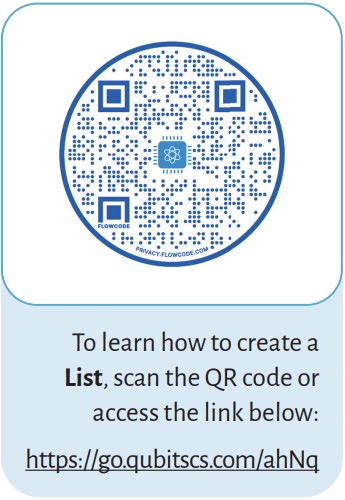 FLOWCODE
PRIVACY.FLOWCODE.COM
To learn how to create a
List, scan the QR code or
access the link below:
https://go.qubitscs.com/ahNq